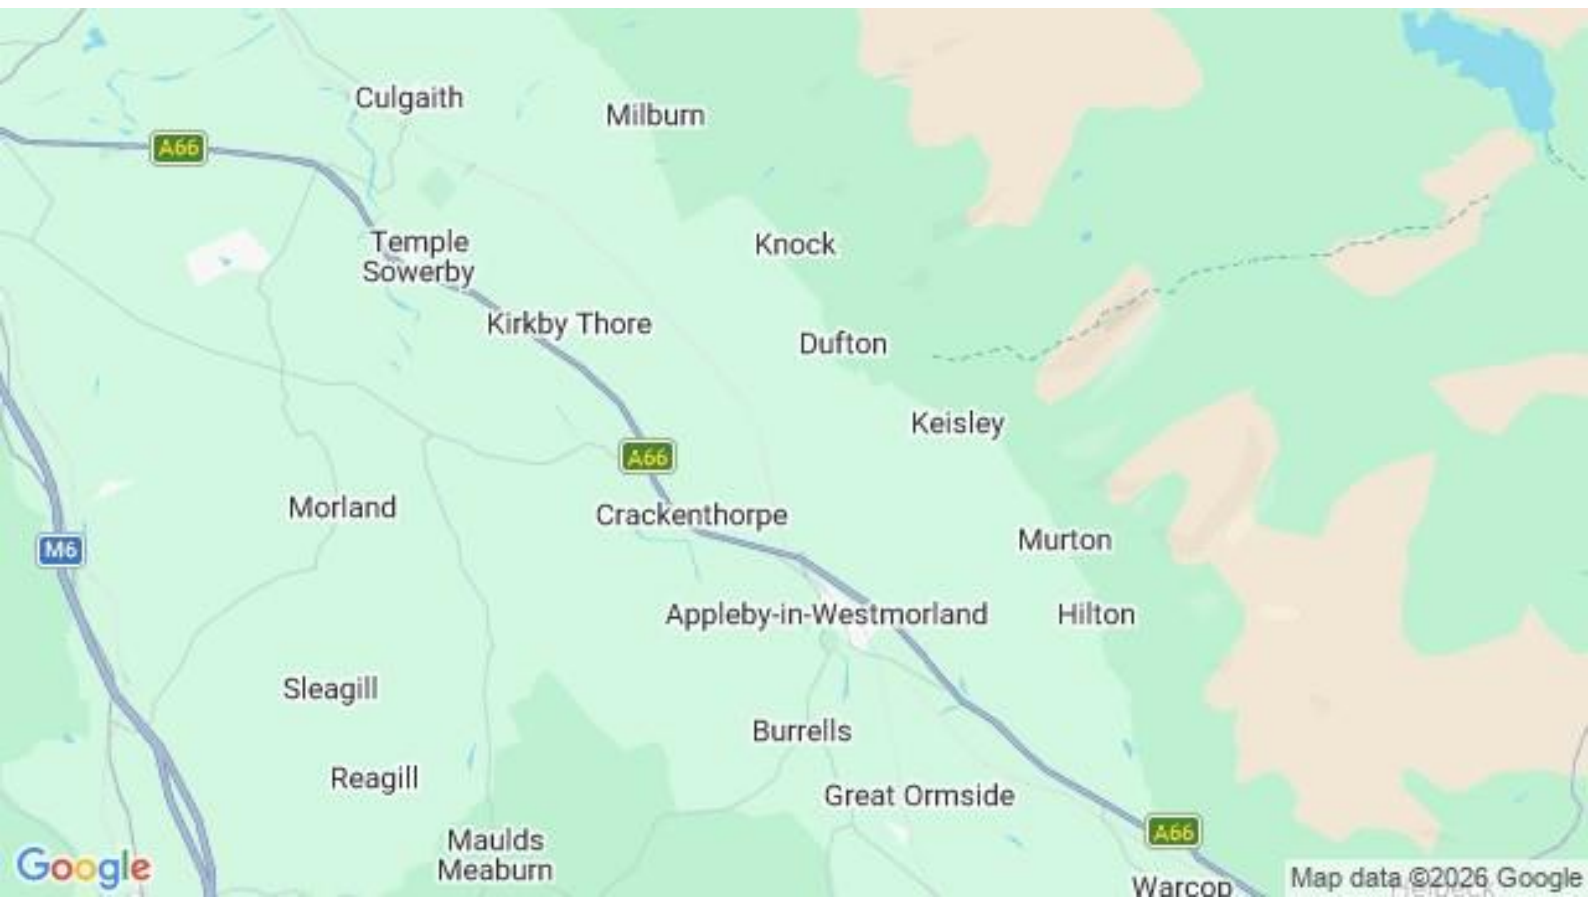 Culgaith
Milburn
A66
Temple
Sowerby
Knock
Kirkby Thore
Dufton
Keisley
A66
Morland
Crackenthorpe
Murton
M6
Appleby-in-Westmorland
Hilton
Sleagill
Burrells
Reagill
Great Ormside
Maulds
Meaburn
A66
Google
Warcop
Map data ©2026 Google